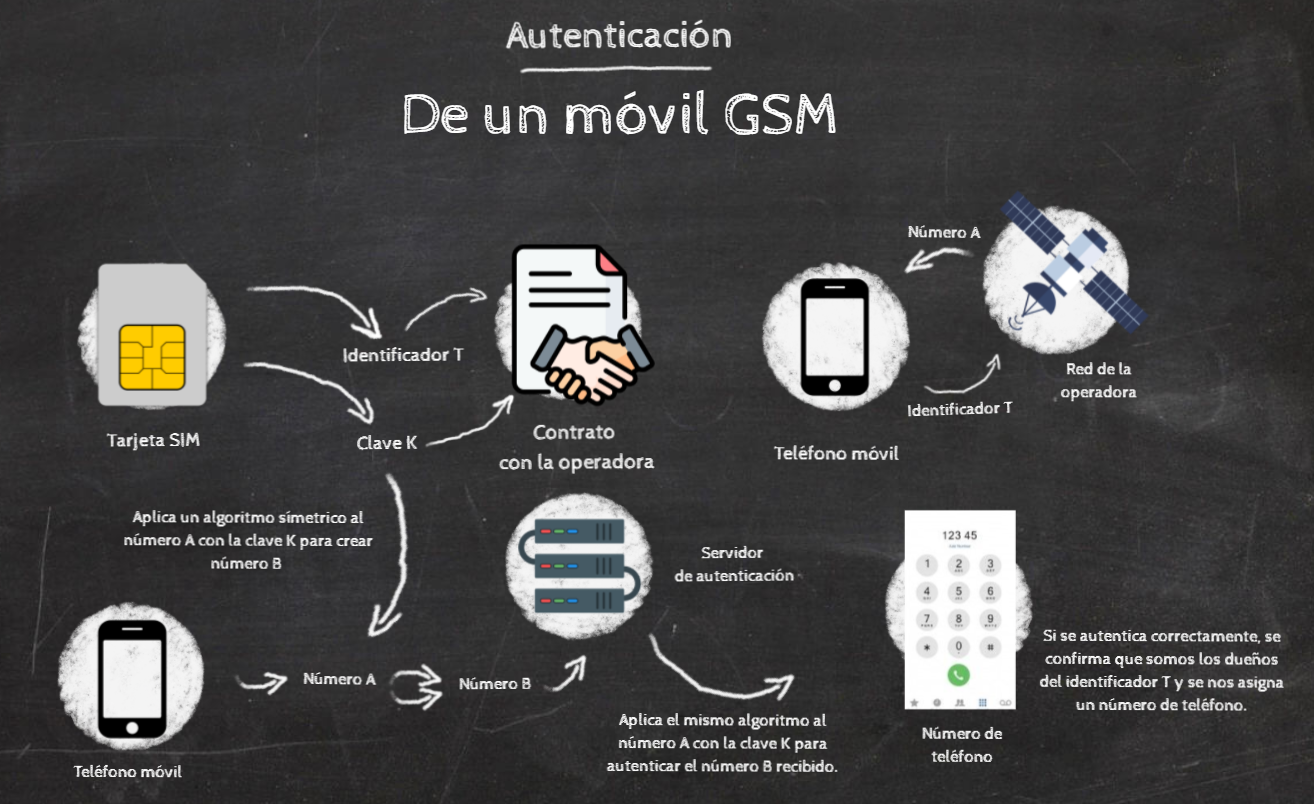 Autenticación
De un móvil GSM
Tarjeta SIM
Identificador T
Clave K
Contrato
con la operadora
Número A
Identificador T
Red de la
operadora
Teléfono móvil
Aplica un algoritmo símetrico al
número A con la clave K para crear
número B
Teléfono móvil
Número A
Número B
Servidor
de autenticación
Aplica el mismo algoritmo al
número A con la clave K para
autenticar el número B recibido.
123 45
Add Number
1 2 3
4 5 6
7 8 9
* 0 #
Número de
teléfono
Si se autentica correctamente, se
confirma que somos los dueños
del identificador T y se nos asigna
un número de teléfono.